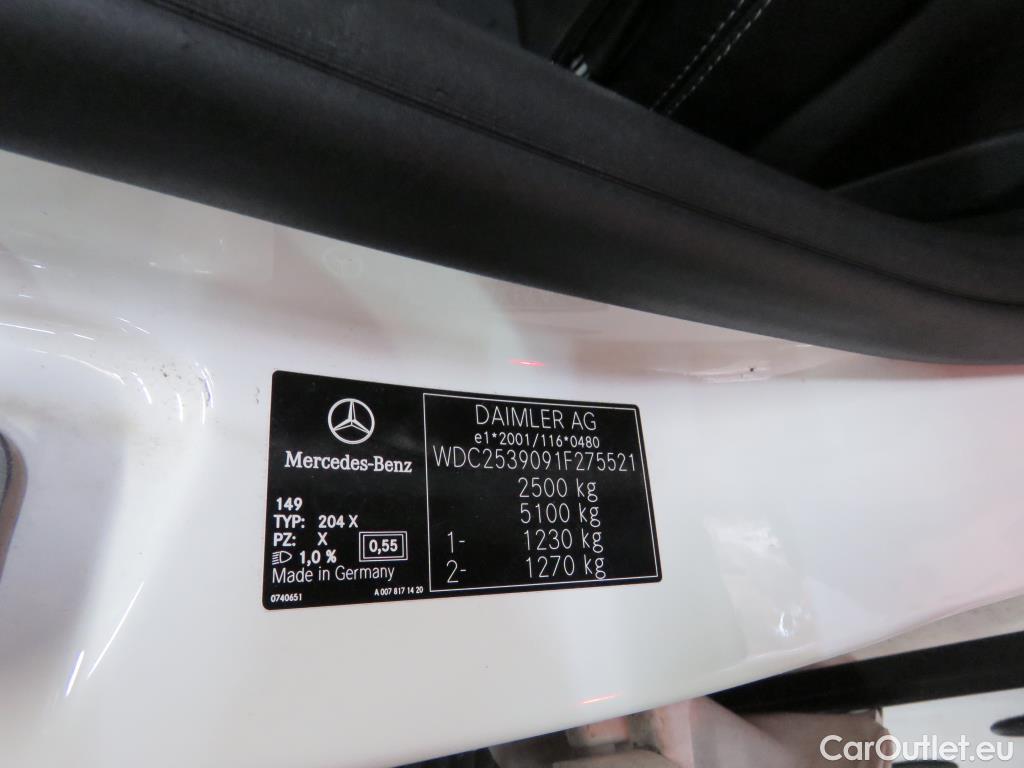 Mercedes-Benz
149
TYP: 204 X
PZ: X
1,0 %
0,55
Made in Germany
0740651
A 007 817 14 20
DAIMLER AG
e1*2001/116*0480
WDC2539091F275521
2500 kg
5100 kg
1- 1230 kg
2- 1270 kg
CarOutlet.eu